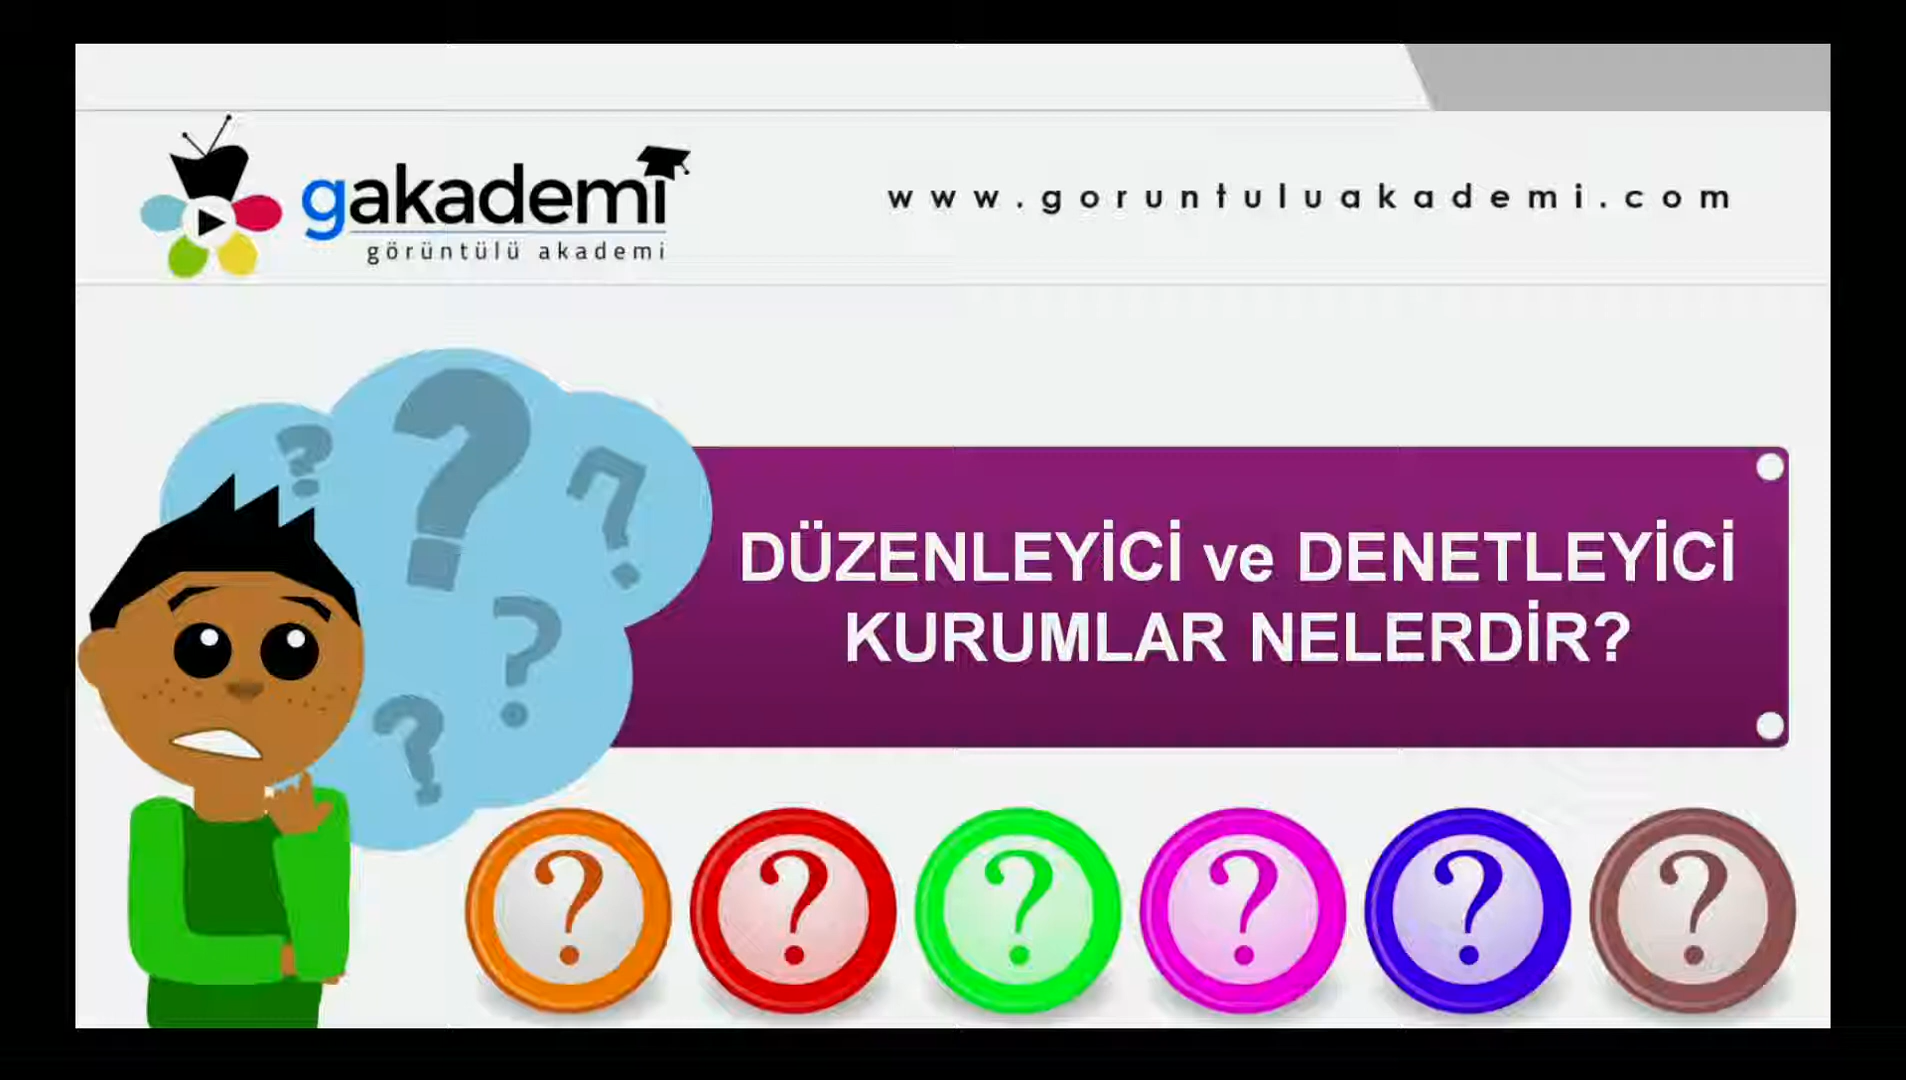 gakademi
görüntülü akademi
www.goruntuluakademi.com
DÜZENLEYİCİ ve DENETLEYİCİ
KURUMLAR NELERDİR?